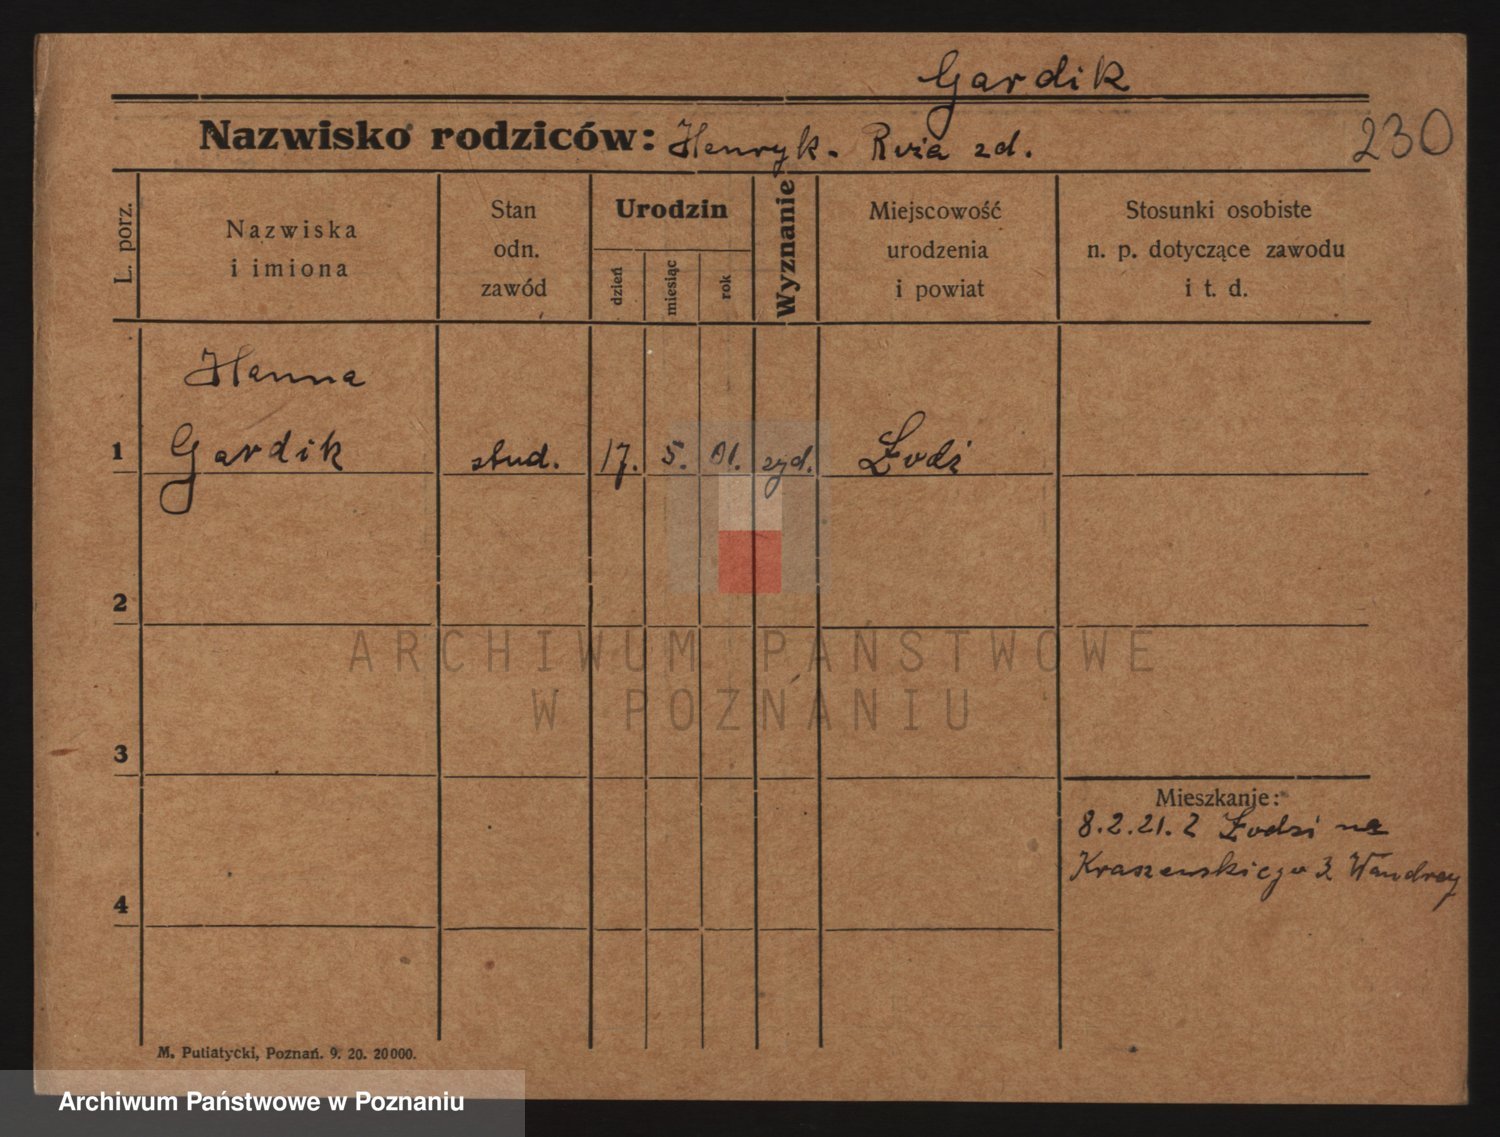 Gardik
Nazwisko rodziców: Henryk. Róża zd.
230
L. porz.
Nazwiska
i imiona
Stan
odn.
zawód
Urodzin
dzień
miesiąc
rok
Wyznanie
Miejscowość
urodzenia
i powiat
Stosunki osobiste
n. p. dotyczące zawodu
i t. d.
Hanna
1 Gardik stud. 17. 5. 01. żyd. Łodź
2
3
4
Mieszkanie:
8.2.21. Z Łodzi na
Kraszewskiego 3
M. Putiatycki, Poznań. 9. 20. 20000.
ARCHIWUM PAŃSTWOWE
W POZNANIU
Archiwum Państwowe w Poznaniu